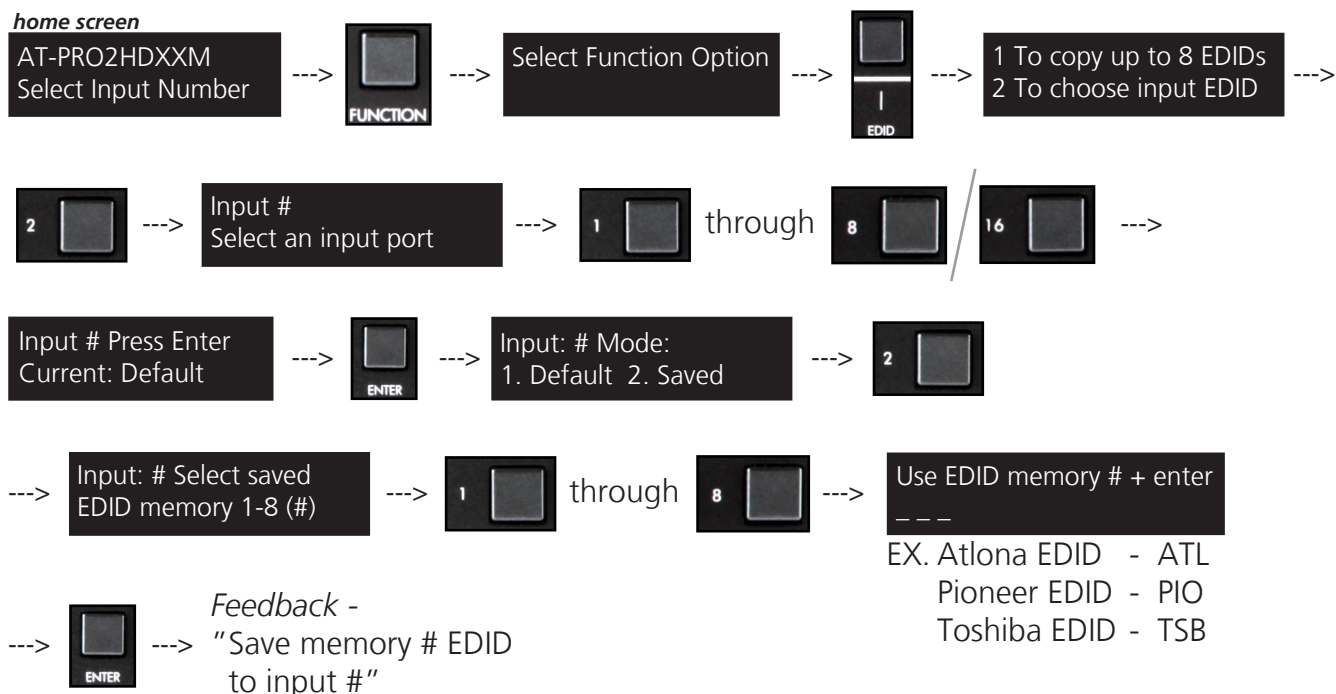 home screen
AT-PRO2HDXXM
Select Input Number
--->
FUNCTION
--->
Select Function Option
--->
EDID
--->
1 To copy up to 8 EDIDs
2 To choose input EDID
--->
2
--->
Input #
Select an input port
--->
1
through
8
/
16
--->
Input # Press Enter
Current: Default
--->
ENTER
--->
Input: # Mode:
1. Default 2. Saved
--->
2
--->
Input: # Select saved
EDID memory 1-8 (#)
--->
1
through
8
--->
Use EDID memory # + enter
_ _ _
EX. Atlona EDID - ATL
Pioneer EDID - PIO
Toshiba EDID - TSB
--->
ENTER
--->
Feedback -
"Save memory # EDID
to input #"